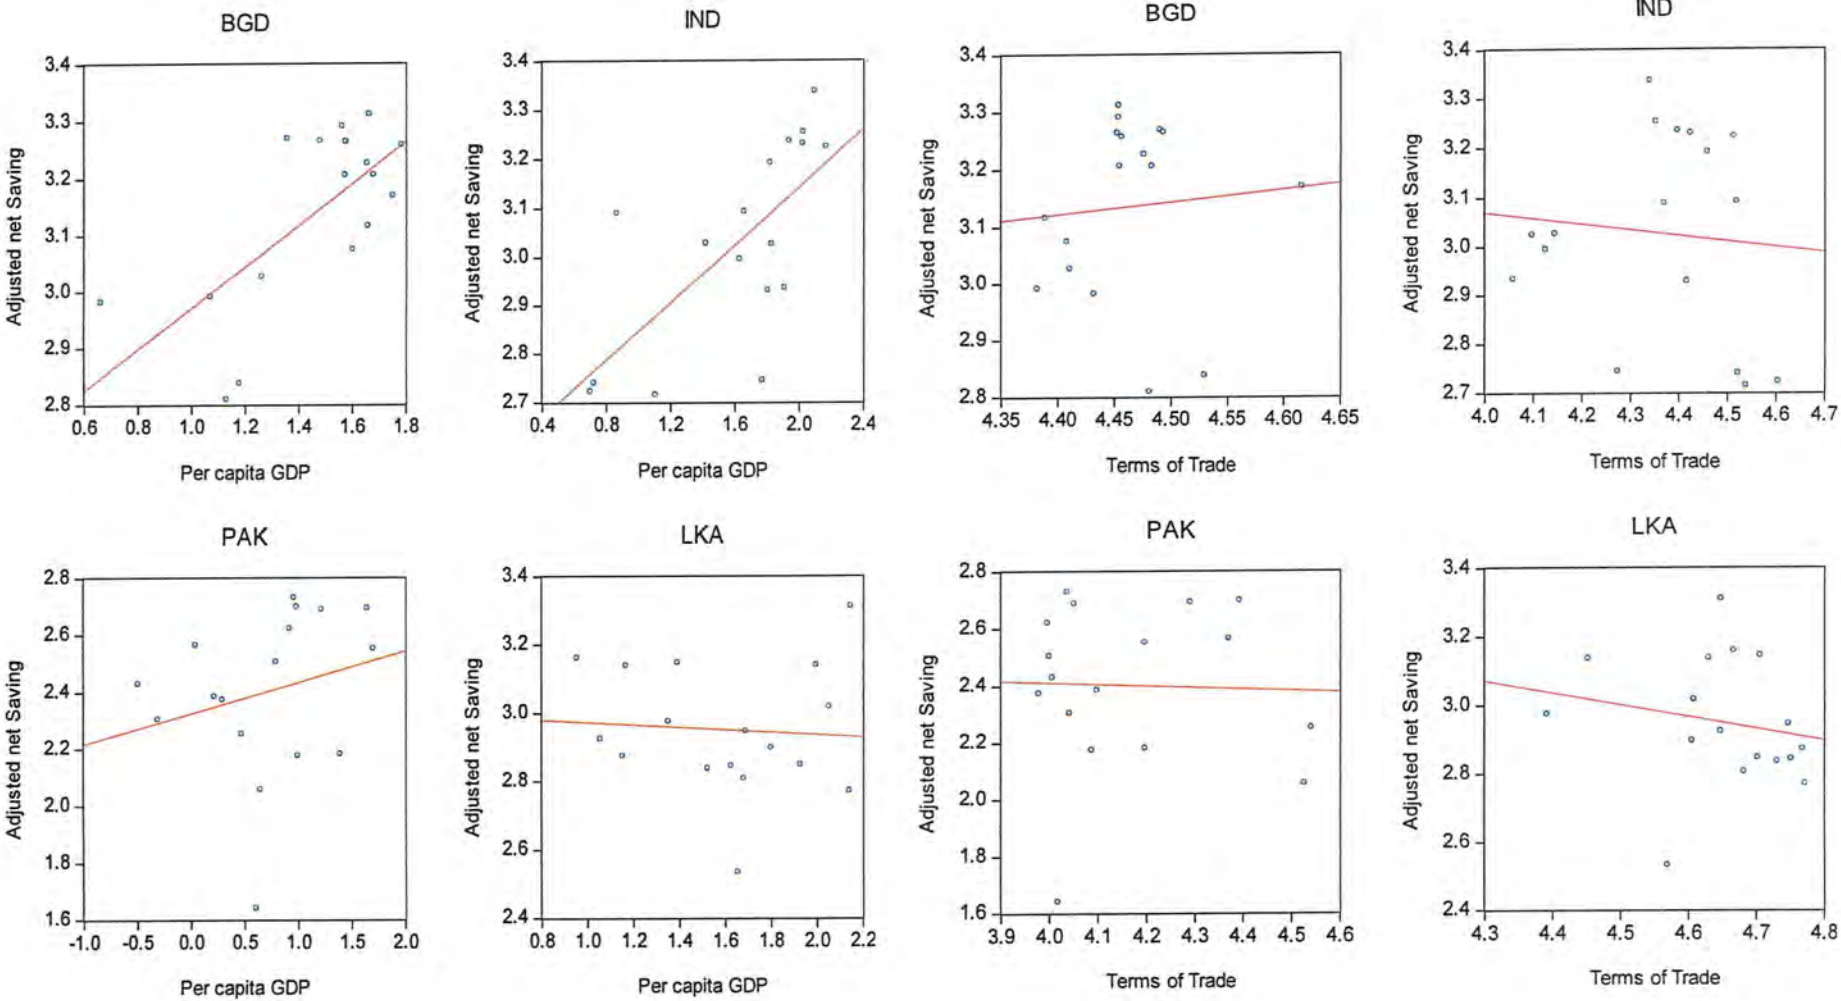 BGD
IND
BGD
IND
Adjusted net Saving
3.4
3.3
3.2
3.1
3.0
2.9
2.8
0.6 0.8 0.0 1.2 1.4 1.6 1.8
Per capita GDP
Adjusted net Saving
3.4
3.3
3.2
3.1
3.0
2.9
2.8
2.7
0.4 0.8 1.2 1.6 2.0 2.4
Per capita GDP
Adjusted net Saving
3.4
3.3
3.2
3.1
3.0
2.9
2.8
4.35 4.40 4.45 4.50 4.55 4.60 4.65
Terms of Trade
Adjusted net Saving
3.4
3.3
3.2
3.1
3.0
2.9
2.8
2.7
4.0 4.1 4.2 4.3 4.4 4.5 4.6 4.7
Terms of Trade
PAK
LKA
PAK
LKA
Adjusted net Saving
2.8
2.6
2.4
2.2
2.0
1.8
1.6
-1.0 -0.5 0.0 0.5 1.0 1.5 2.0
Per capita GDP
Adjusted net Saving
3.4
3.2
3.0
2.8
2.6
2.4
0.8 1.0 1.2 1.4 1.6 1.8 2.0 2.2
Per capita GDP
Adjusted net Saving
2.8
2.6
2.4
2.2
2.0
1.8
1.6
3.9 4.0 4.1 4.2 4.3 4.4 4.5 4.6
Terms of Trade
Adjusted net Saving
3.4
3.2
3.0
2.8
2.6
2.4
4.3 4.4 4.5 4.6 4.7 4.8
Terms of Trade